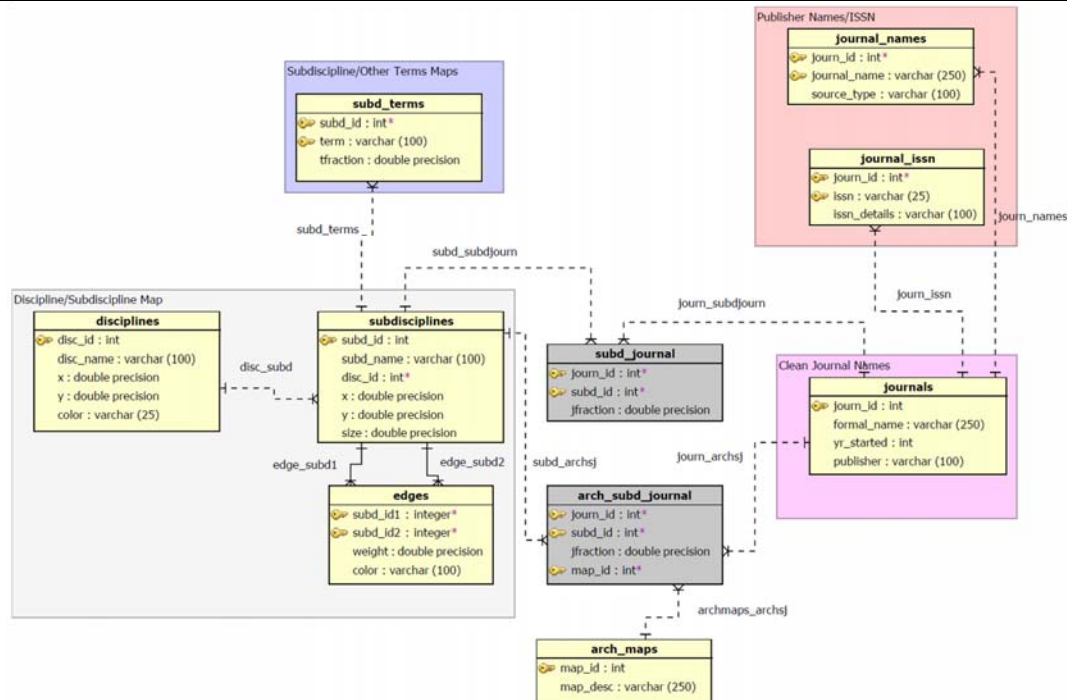 Publisher Names/ISSN
journal_names
journ_id : int*
journal_name : varchar (250)
source_type : varchar (100)
Subdiscipline/Other Terms Maps
subd_terms
subd_id : int*
term : varchar (100)
tfraction : double precision
journal_issn
journ_id : int*
issn : varchar (25)
issn_details : varchar (100)
journ_names
subd_terms
subd_subdjourn
journ_subdjourn
journ_issn
Discipline/Subdiscipline Map
disciplines
disc_id : int
disc_name : varchar (100)
x : double precision
y : double precision
color : varchar (25)
disc_subd
subdisciplines
subd_id : int
subd_name : varchar (100)
disc_id : int*
x : double precision
y : double precision
size : double precision
subd_journal
journ_id : int*
subd_id : int*
jfraction : double precision
Clean Journal Names
journals
journ_id : int
formal_name : varchar (250)
yr_started : int
publisher : varchar (100)
edge_subd1
edge_subd2
subd_archsj
journ_archsj
edges
subd_id1 : integer*
subd_id2 : integer*
weight : double precision
color : varchar (100)
arch_subd_journal
journ_id : int*
subd_id : int*
jfraction : double precision
map_id : int*
archmaps_archsj
arch_maps
map_id : int
map_desc : varchar (250)